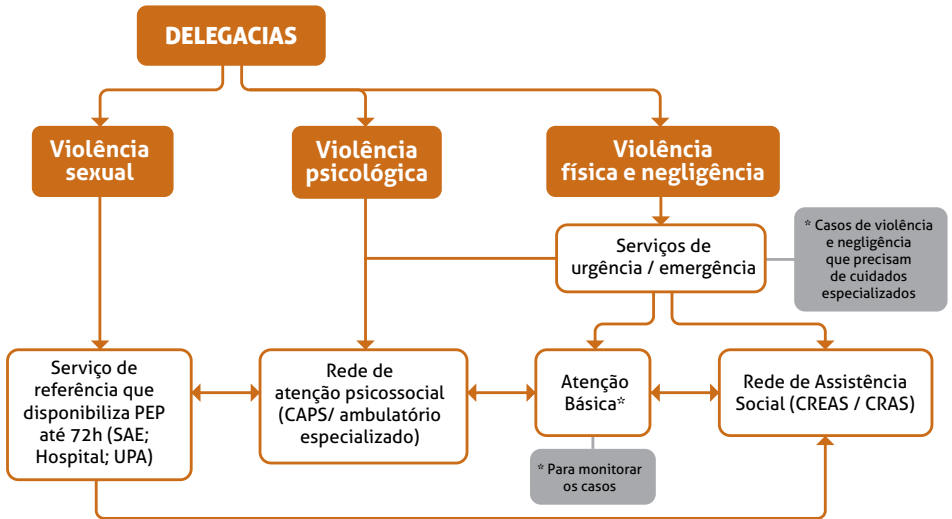 DELEGACIAS
Violência
sexual
Violência
psicológica
Violência
física e negligência
Serviços de
urgência / emergência
* Casos de violência
e negligência
que precisam
de cuidados
especializados
Serviço de
referência que
disponibiliza PEP
até 72h (SAE;
Hospital; UPA)
Rede de
atenção psicossocial
(CAPS/ ambulatório
especializado)
Atenção
Básica*
Rede de Assistência
Social (CREAS / CRAS)
* Para monitorar
os casos